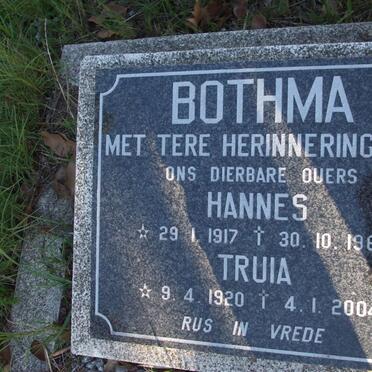 BOTHMA
MET TERE HERINNERING
ONS DIERBARE OUERS
HANNES
☆ 29.1.1917 † 30.10.198
TRUIA
☆ 9.4.1920 † 4.1.2004
RUS IN VREDE